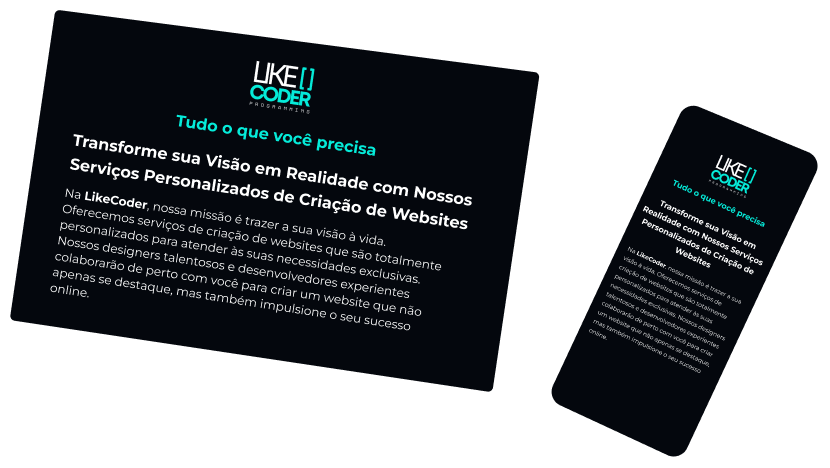 LIKE[]
CODER
PROGRAMMING
Tudo o que você precisa
Transforme sua Visão em Realidade com Nossos
Serviços Personalizados de Criação de Websites
Na LikeCoder, nossa missão é trazer a sua visão à vida.
Oferecemos serviços de criação de websites que são totalmente
personalizados para atender às suas necessidades exclusivas.
Nossos designers talentosos e desenvolvedores experientes
colaborarão de perto com você para criar um website que não
apenas se destaque, mas também impulsione o seu sucesso
online.
LIKE[]
CODER
PROGRAMMING
Tudo o que você precisa
Transforme sua Visão em
Realidade com Nossos Serviços
Personalizados de Criação de
Websites
Na LikeCoder, nossa missão é trazer a sua
visão à vida. Oferecemos serviços de
criação de websites que são totalmente
personalizados para atender às suas
necessidades exclusivas. Nossos designers
talentosos e desenvolvedores experientes
colaborarão de perto com você para criar
um website que não apenas se destaque,
mas também impulsione o seu sucesso
online.